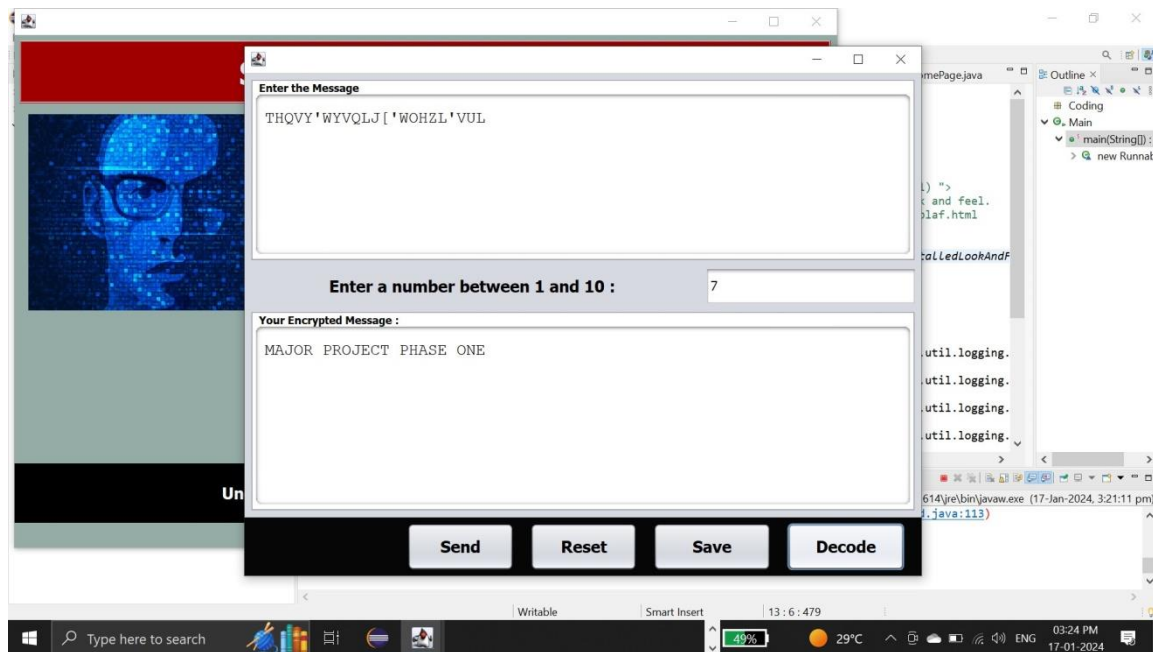 S
Enter the Message
THQVY'WYVQLJ['WOHZL'VUL
Enter a number between 1 and 10 :
7
Your Encrypted Message :
MAJOR PROJECT PHASE ONE
Send
Reset
Save
Decode
Un
mePage.java
Outline
Coding
Main
main(String[]) :
new Runnab
l) ">
and feel.
laf.html
talledLookAndF
.util.logging.
.util.logging.
.util.logging.
.util.logging.
614\jre\bin\javaw.exe (17-Jan-2024, 3:21:11 pm)
.java:113)
Writable
Smart Insert
13 : 6 : 479
Type here to search
49%
29°C
ENG
03:24 PM
17-01-2024